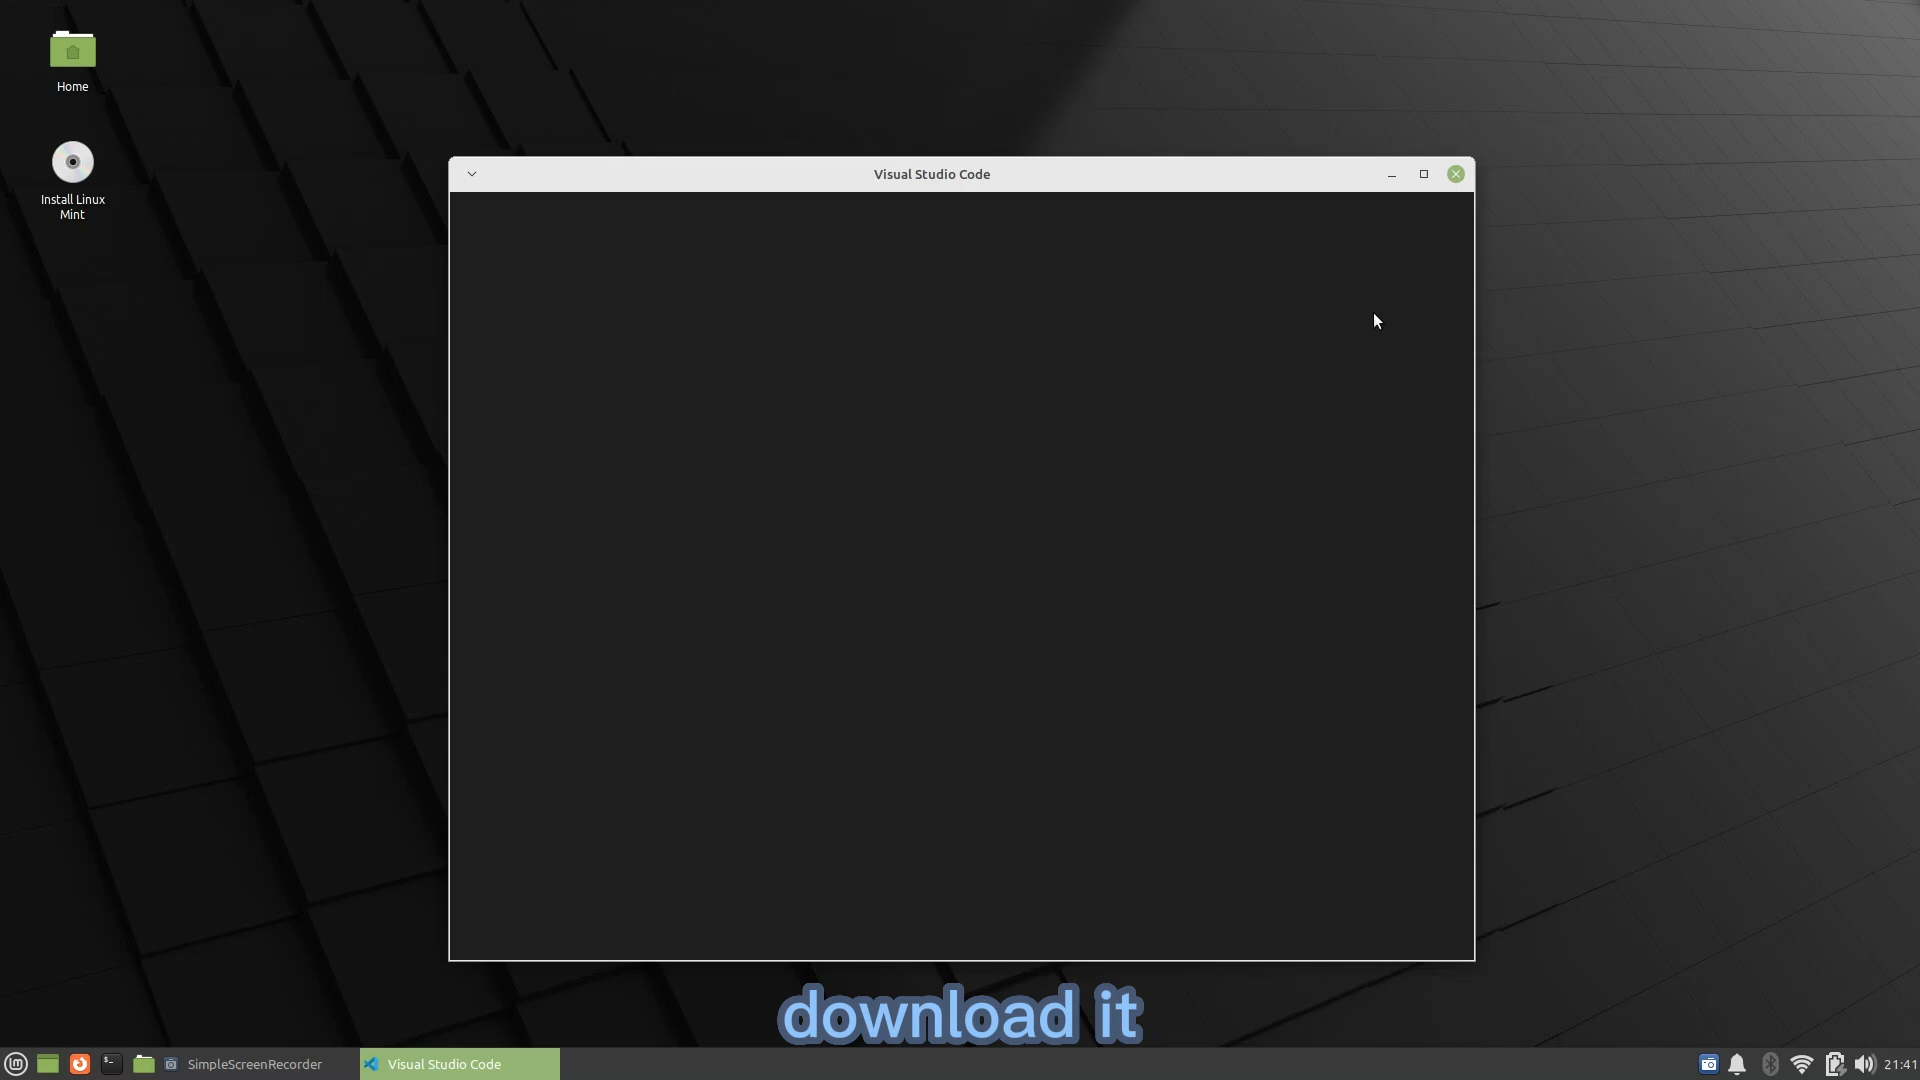 Home
Install Linux
Mint
Visual Studio Code
download it
SimpleScreenRecorder
Visual Studio Code
21:41